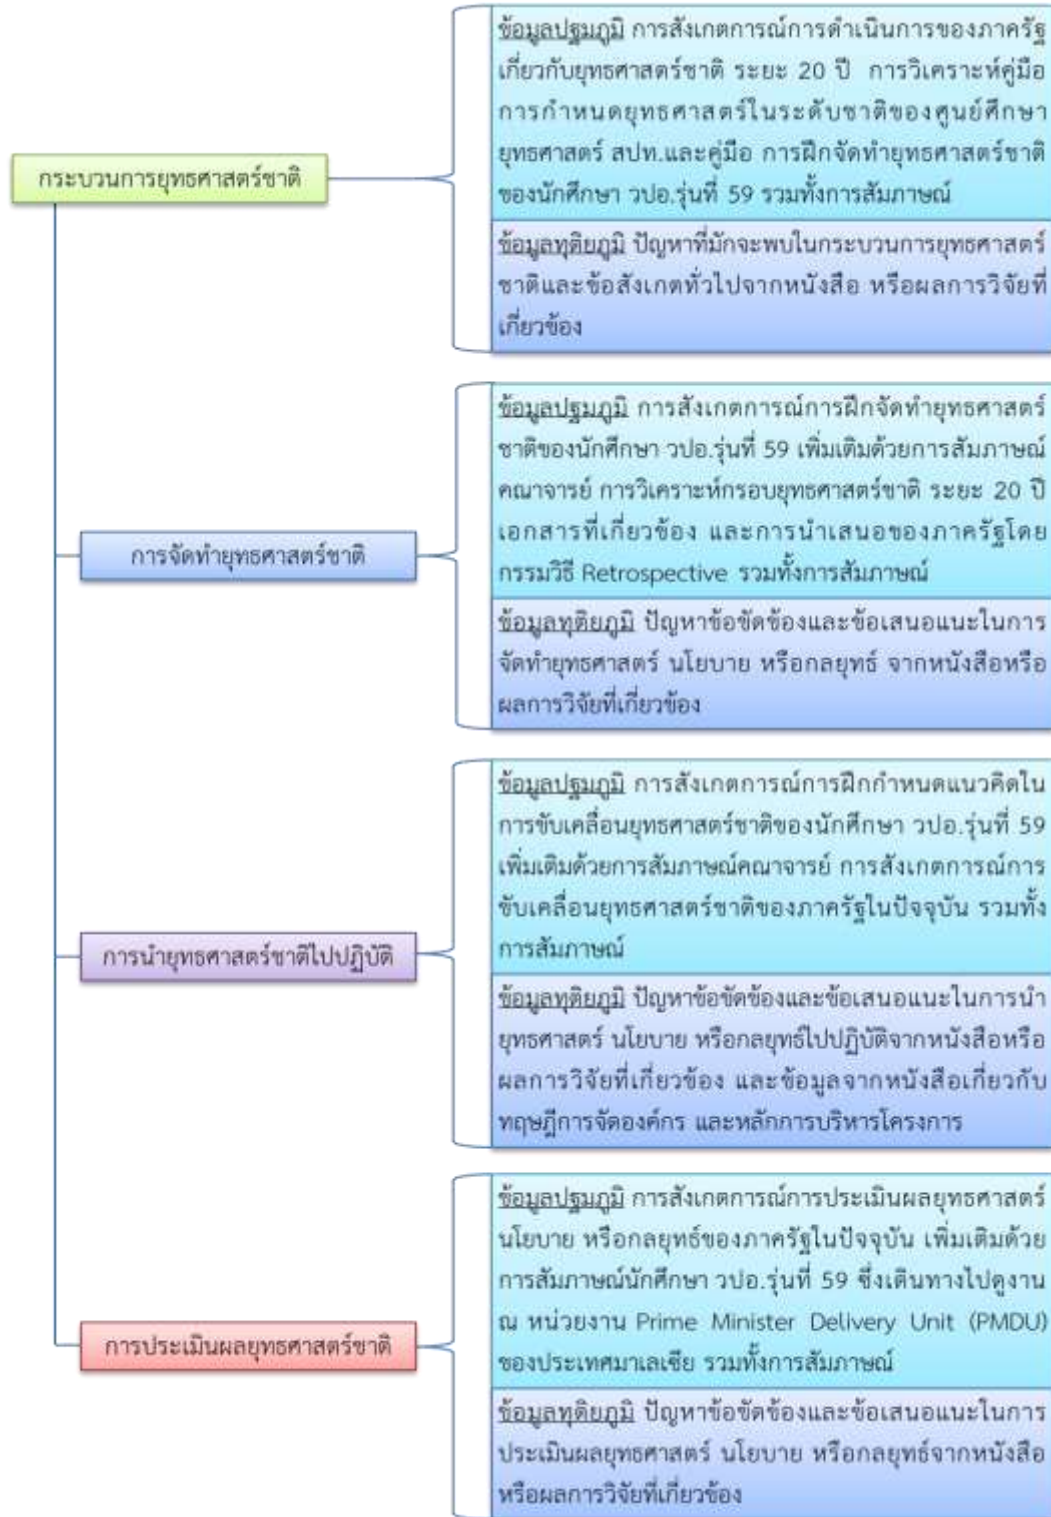 กระบวนการยุทธศาสตร์ชาติ
ข้อมูลปฐมภูมิ การสังเกตการณ์การดำเนินการของภาครัฐ
เกี่ยวกับยุทธศาสตร์ชาติ ระยะ 20 ปี การวิเคราะห์คู่มือ
การกำหนดยุทธศาสตร์ในระดับชาติของศูนย์ศึกษา
ยุทธศาสตร์ สปท.และคู่มือ การฝึกจัดทำยุทธศาสตร์ชาติ
ของนักศึกษา วปอ.รุ่นที่ 59 รวมทั้งการสัมภาษณ์
ข้อมูลทุติยภูมิ ปัญหาที่มักจะพบในกระบวนการยุทธศาสตร์
ชาติและข้อสังเกตทั่วไปจากหนังสือ หรือผลการวิจัยที่
เกี่ยวข้อง
การจัดทำยุทธศาสตร์ชาติ
ข้อมูลปฐมภูมิ การสังเกตการณ์การฝึกจัดทำยุทธศาสตร์
ชาติของนักศึกษา วปอ.รุ่นที่ 59 เพิ่มเติมด้วยการสัมภาษณ์
คณาจารย์ การวิเคราะห์กรอบยุทธศาสตร์ชาติ ระยะ 20 ปี
เอกสารที่เกี่ยวข้อง และการนำเสนอของภาครัฐโดย
กรรมวิธี Retrospective รวมทั้งการสัมภาษณ์
ข้อมูลทุติยภูมิ ปัญหาข้อขัดข้องและข้อเสนอแนะในการ
จัดทำยุทธศาสตร์ นโยบาย หรือกลยุทธ์ จากหนังสือหรือ
ผลการวิจัยที่เกี่ยวข้อง
การนำยุทธศาสตร์ชาติไปปฏิบัติ
ข้อมูลปฐมภูมิ การสังเกตการณ์การฝึกกำหนดแนวคิดใน
การขับเคลื่อนยุทธศาสตร์ชาติของนักศึกษา วปอ.รุ่นที่ 59
เพิ่มเติมด้วยการสัมภาษณ์คณาจารย์ การสังเกตการณ์การ
ขับเคลื่อนยุทธศาสตร์ชาติของภาครัฐในปัจจุบัน รวมทั้ง
การสัมภาษณ์
ข้อมูลทุติยภูมิ ปัญหาข้อขัดข้องและข้อเสนอแนะในการนำ
ยุทธศาสตร์ นโยบาย หรือกลยุทธ์ไปปฏิบัติจากหนังสือหรือ
ผลการวิจัยที่เกี่ยวข้อง และข้อมูลจากหนังสือเกี่ยวกับ
ทฤษฎีการจัดองค์กร และหลักการบริหารโครงการ
การประเมินผลยุทธศาสตร์ชาติ
ข้อมูลปฐมภูมิ การสังเกตการณ์การประเมินผลยุทธศาสตร์
นโยบาย หรือกลยุทธ์ของภาครัฐในปัจจุบัน เพิ่มเติมด้วย
การสัมภาษณ์นักศึกษา วปอ.รุ่นที่ 59 ซึ่งเดินทางไปดูงาน
ณ หน่วยงาน Prime Minister Delivery Unit (PMDU)
ของประเทศมาเลเซีย รวมทั้งการสัมภาษณ์
ข้อมูลทุติยภูมิ ปัญหาข้อขัดข้องและข้อเสนอแนะในการ
ประเมินผลยุทธศาสตร์ นโยบาย หรือกลยุทธ์จากหนังสือ
หรือผลการวิจัยที่เกี่ยวข้อง